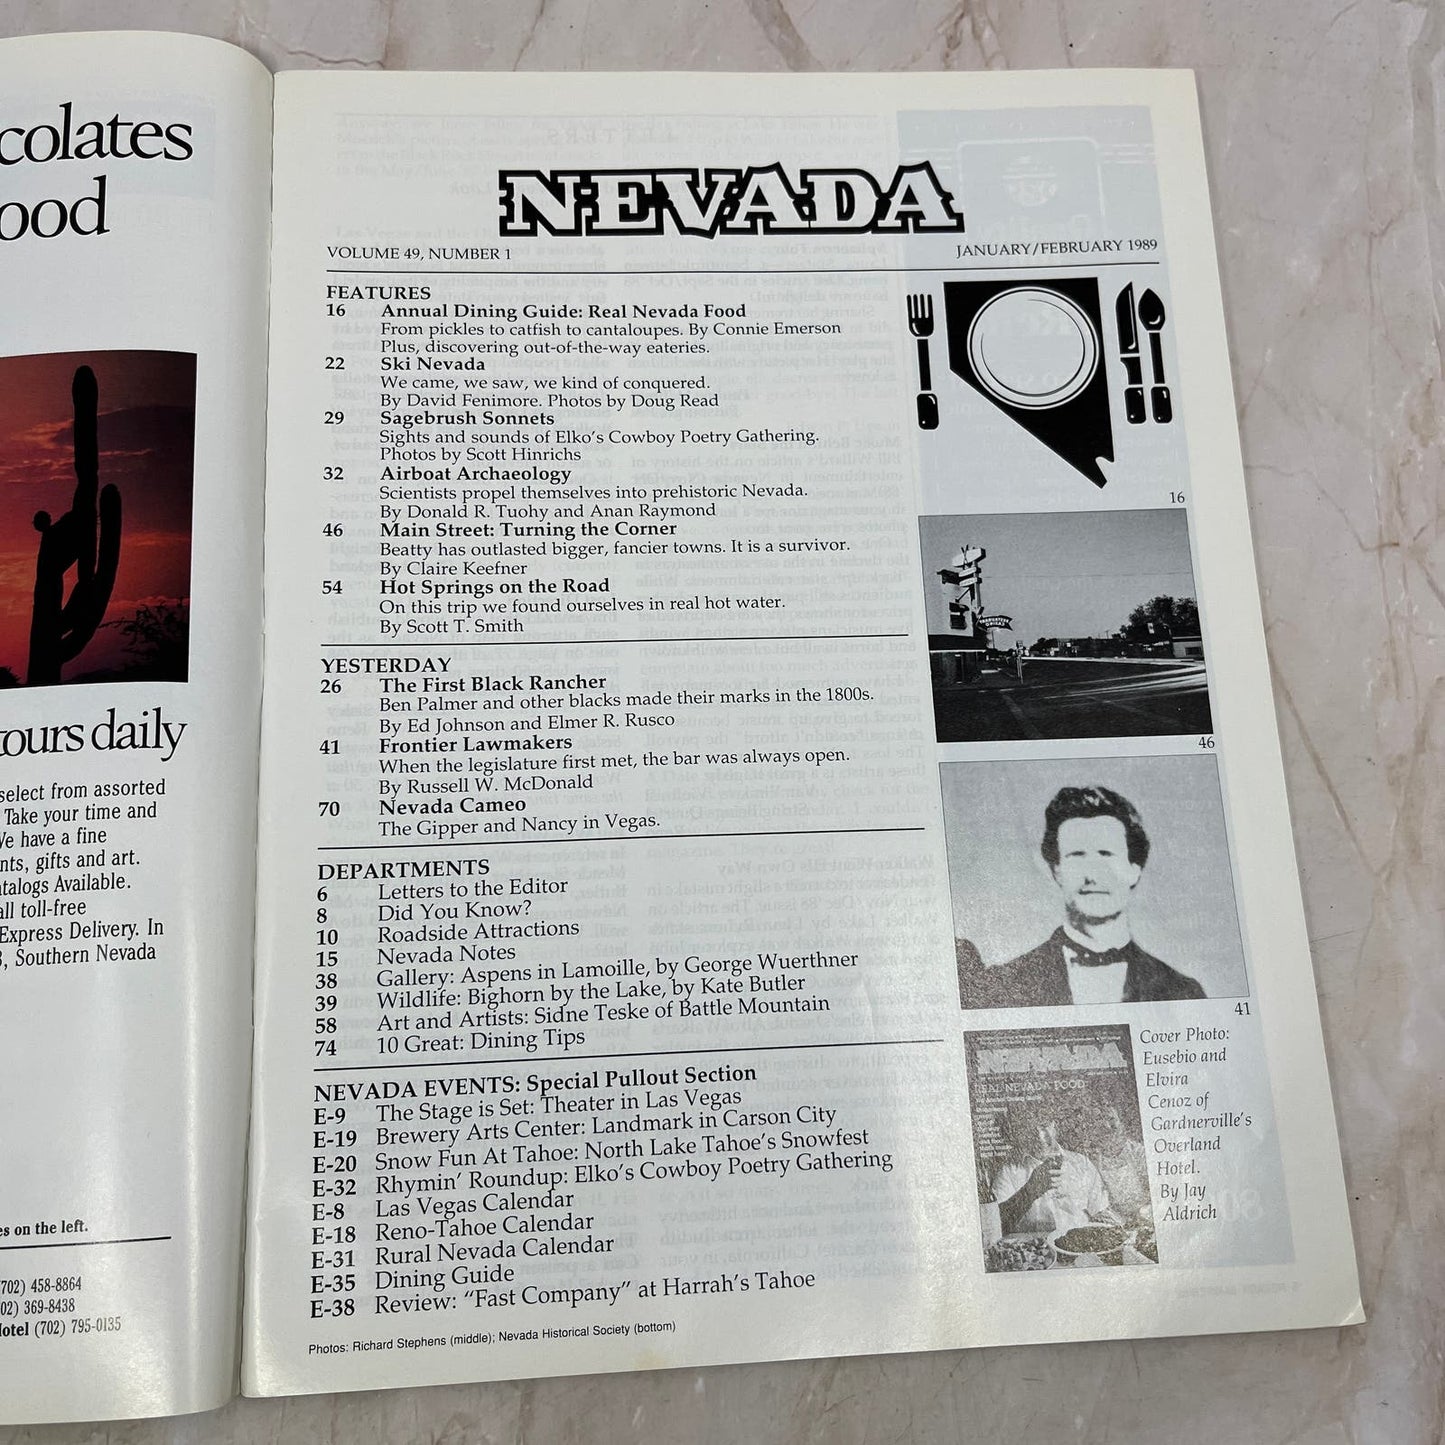 colates
ood
tours daily
select from assorted
Take your time and
We have a fine
nts, gifts and art.
atalogs Available.
all toll-free
Express Delivery. In
Southern Nevada
es on the left.
(702) 458-8864
02) 369-8438
Hotel (702) 795-0135
NEVADA
VOLUME 49, NUMBER 1
JANUARY/FEBRUARY 1989
FEATURES
16 Annual Dining Guide: Real Nevada Food
From pickles to catfish to cantaloupes. By Connie Emerson
Plus, discovering out-of-the-way eateries.
22 Ski Nevada
We came, we saw, we kind of conquered.
By David Fenimore. Photos by Doug Read
29 Sagebrush Sonnets
Sights and sounds of Elko's Cowboy Poetry Gathering.
Photos by Scott Hinrichs
32 Airboat Archaeology
Scientists propel themselves into prehistoric Nevada.
By Donald R. Tuohy and Anan Raymond
46 Main Street: Turning the Corner
Beatty has outlasted bigger, fancier towns. It is a survivor.
By Claire Keefner
54 Hot Springs on the Road
On this trip we found ourselves in real hot water.
By Scott T. Smith
YESTERDAY
26 The First Black Rancher
Ben Palmer and other blacks made their marks in the 1800s.
By Ed Johnson and Elmer R. Rusco
41 Frontier Lawmakers
When the legislature first met, the bar was always open.
By Russell W. McDonald
70 Nevada Cameo
The Gipper and Nancy in Vegas.
DEPARTMENTS
6 Letters to the Editor
8 Did You Know?
10 Roadside Attractions
15 Nevada Notes
38 Gallery: Aspens in Lamoille, by George Wuerthner
39 Wildlife: Bighorn by the Lake, by Kate Butler
58 Art and Artists: Sidne Teske of Battle Mountain
74 10 Great: Dining Tips
NEVADA EVENTS: Special Pullout Section
E-9 The Stage is Set: Theater in Las Vegas
E-19 Brewery Arts Center: Landmark in Carson City
E-20 Snow Fun At Tahoe: North Lake Tahoe's Snowfest
E-32 Rhymin' Roundup: Elko's Cowboy Poetry Gathering
E-8 Las Vegas Calendar
E-18 Reno-Tahoe Calendar
E-31 Rural Nevada Calendar
E-35 Dining Guide
E-38 Review: "Fast Company" at Harrah's Tahoe
Photos: Richard Stephens (middle); Nevada Historical Society (bottom)
16
46
41
REAL NEVADA FOOD
Cover Photo:
Eusebio and
Elvira
Cenoz of
Gardnerville's
Overland
Hotel.
By Jay
Aldrich